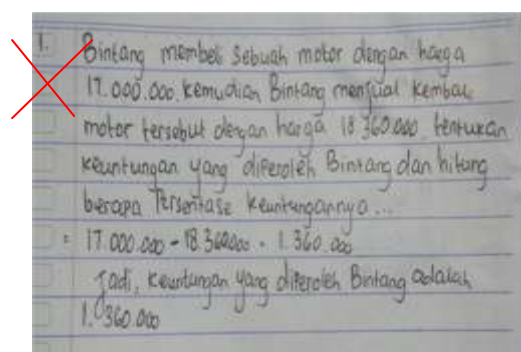 1. Bintang membeli sebuah motor dengan harga
17.000.000. kemudian Bintang menjual kembali
motor tersebut dengan harga 18 360.000. tentukan
keuntungan yang diperoleh Bintang dan hitung
berapa Persentase keuntungannya...
= 17.000.000 - 18.360.000 = 1.360.000
Jadi, keuntungan yang diperoleh Bintang adalah
1.360.000